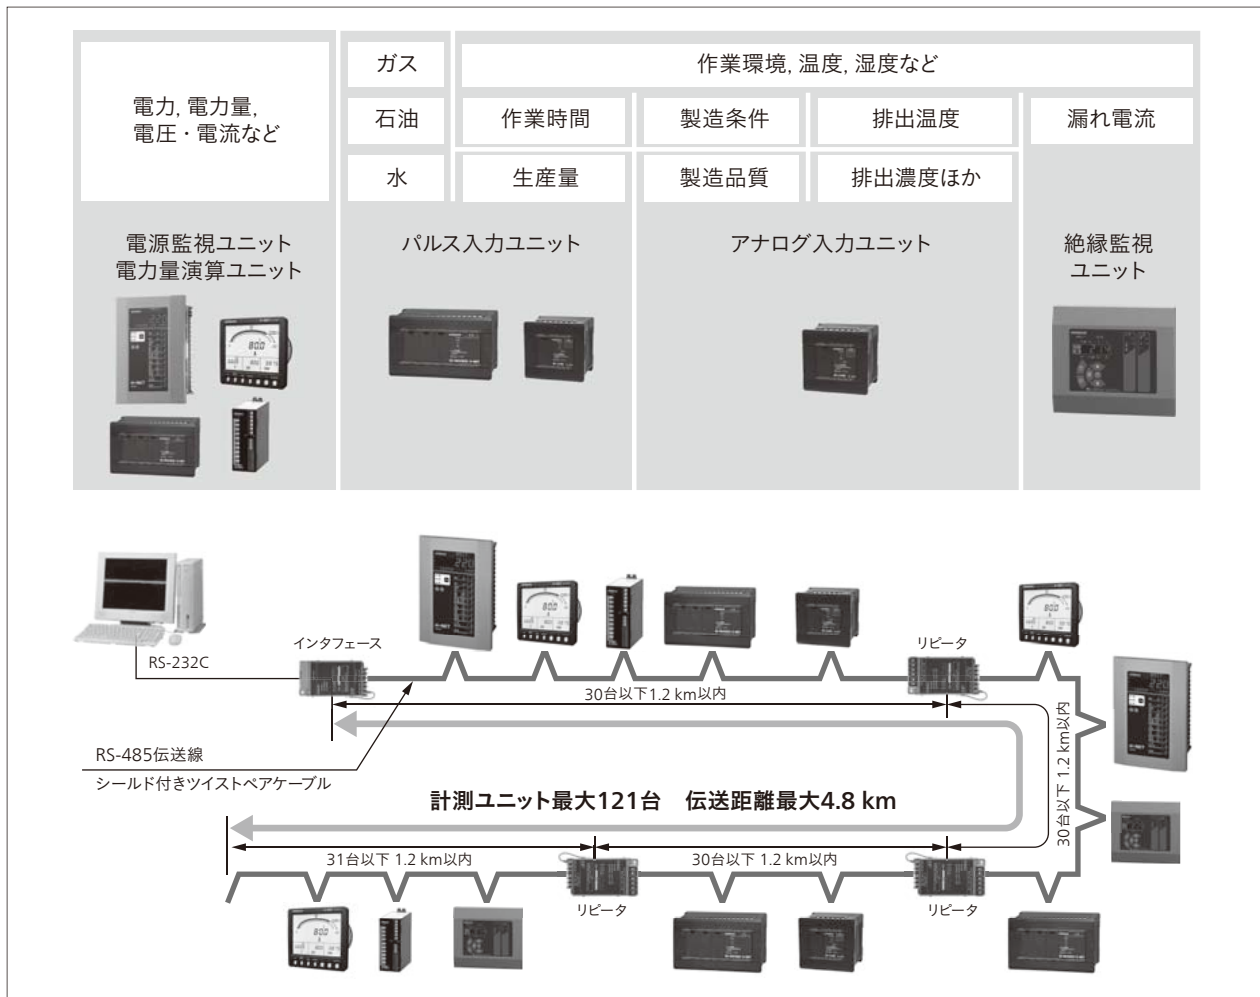 電力, 電力量,
電圧・電流など
ガス
作業環境, 温度, 湿度など
石油
作業時間
製造条件
排出温度
漏れ電流
水
生産量
製造品質
排出濃度ほか
電源監視ユニット
電力量演算ユニット
パルス入力ユニット
アナログ入力ユニット
絶縁監視
ユニット
RS-232C
インタフェース
リピータ
30台以下1.2 km以内
30台以下 1.2 km以内
RS-485伝送線
シールド付きツイストペアケーブル
計測ユニット最大121台　伝送距離最大4.8 km
31台以下 1.2 km以内
30台以下 1.2 km以内
リピータ
リピータ